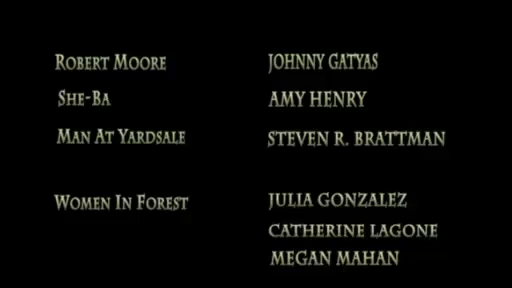 Robert Moore JOHNNY GATYAS
She-Ba AMY HENRY
Man At Yardsale STEVEN R. BRATTMAN
Women In Forest JULIA GONZALEZ
CATHERINE LAGONE
MEGAN MAHAN